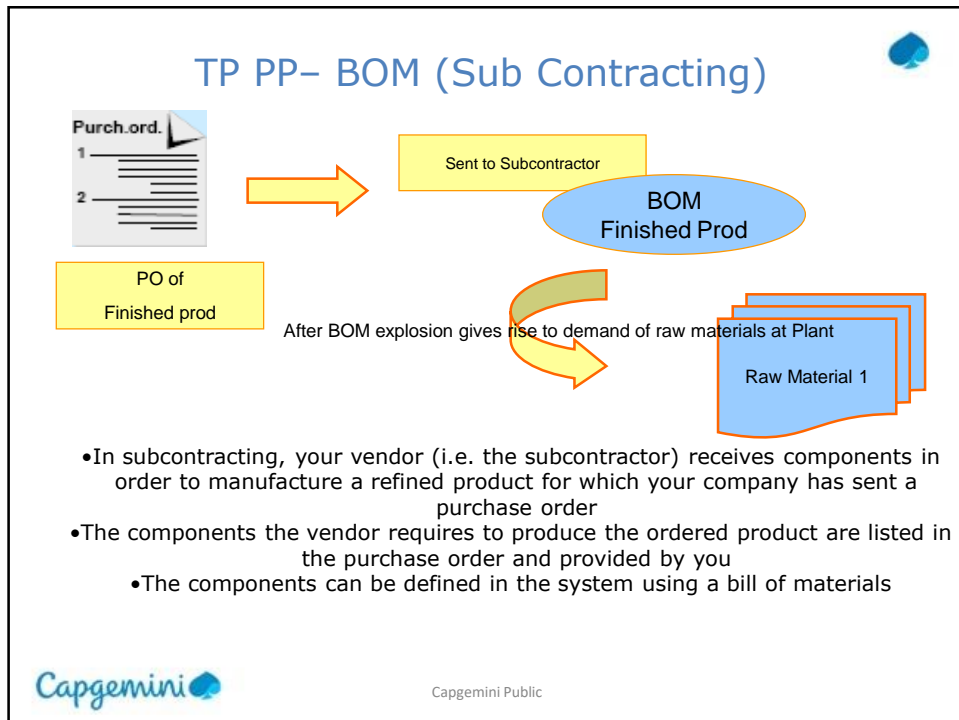 TP PP– BOM (Sub Contracting)
Purch.ord.
1
2
Sent to Subcontractor
BOM
Finished Prod
PO of
Finished prod
After BOM explosion gives rise to demand of raw materials at Plant
Raw Material 1
•In subcontracting, your vendor (i.e. the subcontractor) receives components in
order to manufacture a refined product for which your company has sent a
purchase order
•The components the vendor requires to produce the ordered product are listed in
the purchase order and provided by you
•The components can be defined in the system using a bill of materials
Capgemini
Capgemini Public